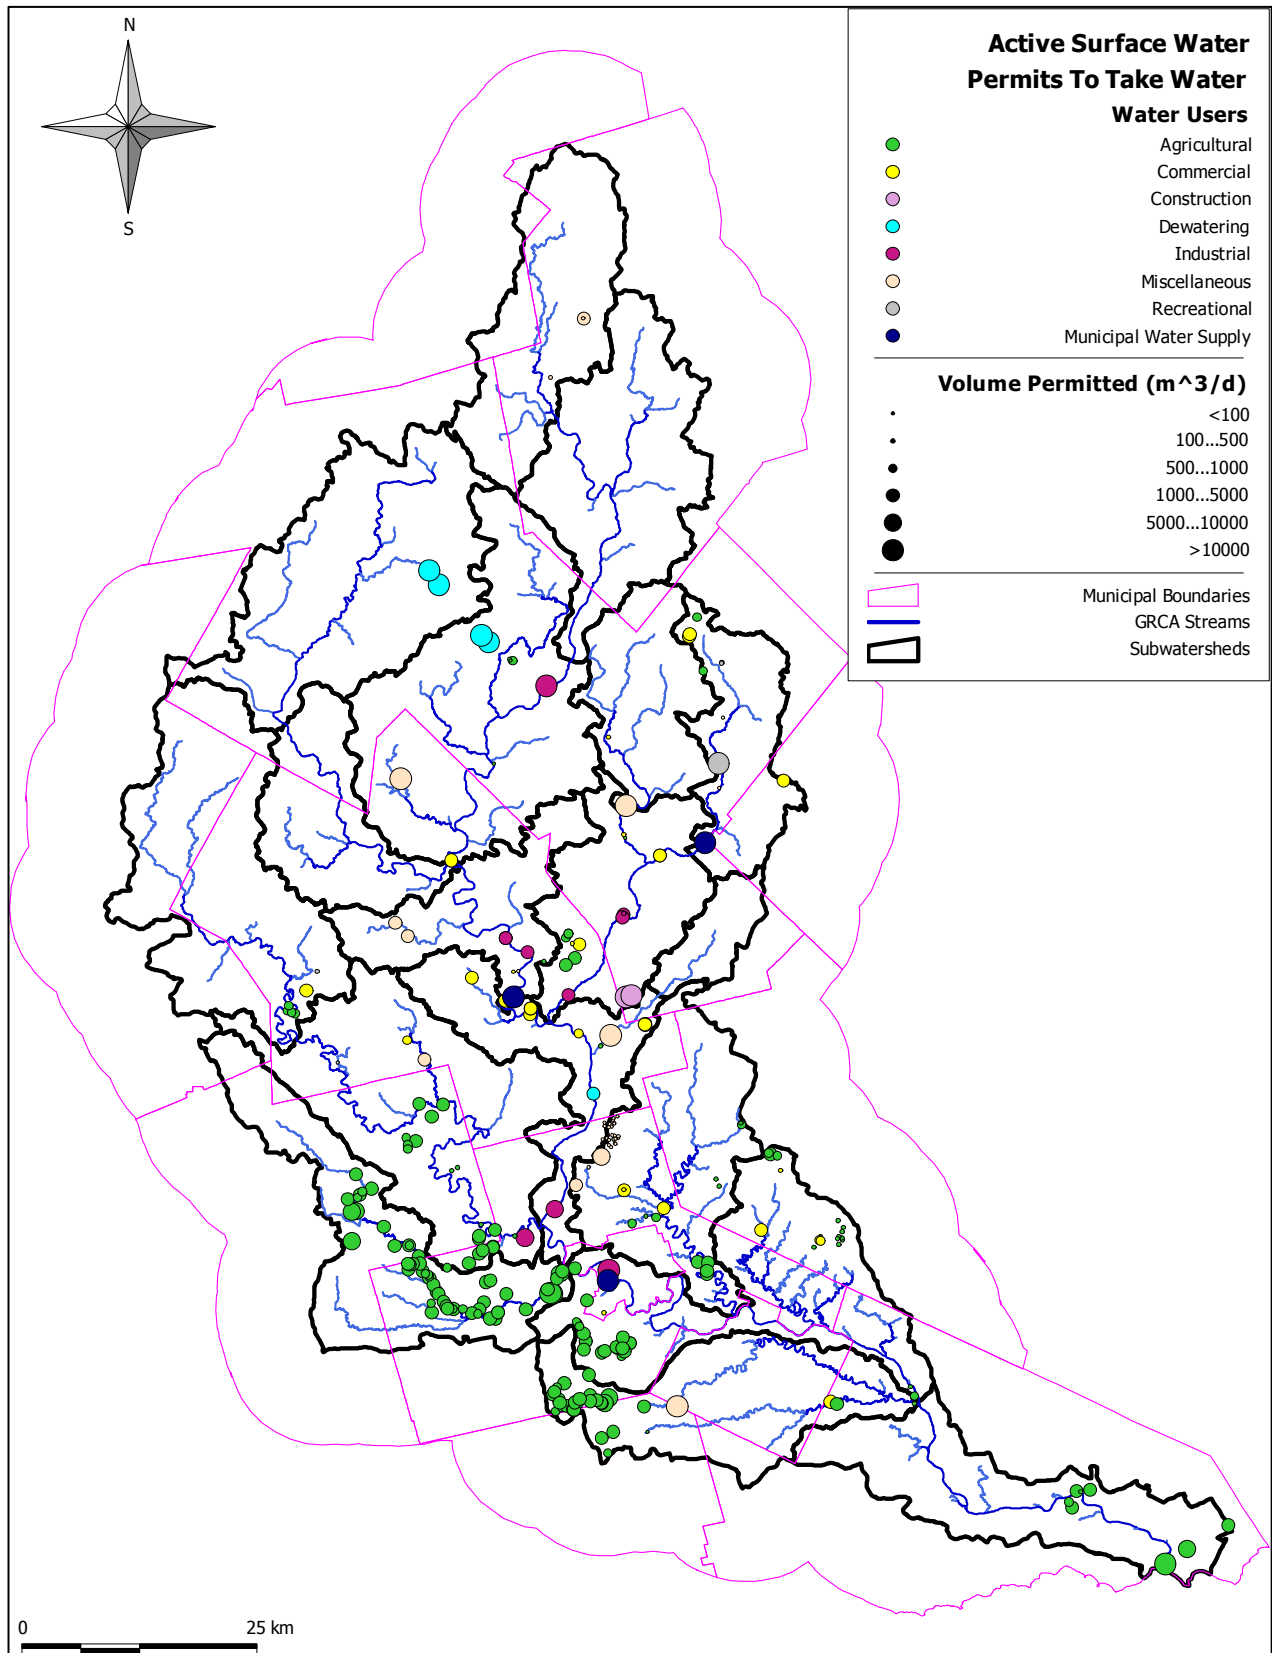 N
S
Active Surface Water
Permits To Take Water
Water Users
Agricultural
Commercial
Construction
Dewatering
Industrial
Miscellaneous
Recreational
Municipal Water Supply
Volume Permitted (m^3/d)
<100
100...500
500...1000
1000...5000
5000...10000
>10000
Municipal Boundaries
GRCA Streams
Subwatersheds
0 25 km